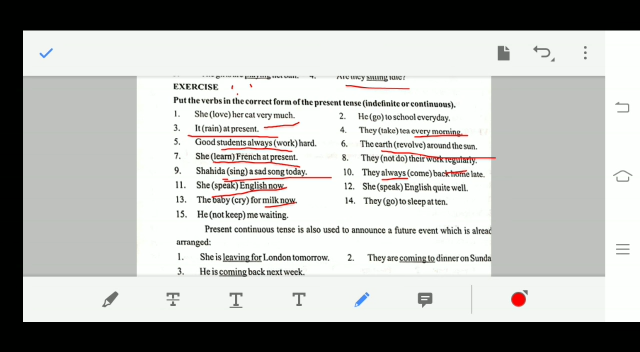 Are they sitting idle?
EXERCISE
Put the verbs in the correct form of the present tense (indefinite or continuous).
1. She (love) her cat very much. 2. He (go) to school everyday.
3. It (rain) at present. 4. They (take) tea every morning.
5. Good students always (work) hard. 6. The earth (revolve) around the sun.
7. She (learn) French at present. 8. They (not do) their work regularly.
9. Shahida (sing) a sad song today. 10. They always (come) back home late.
11. She (speak) English now. 12. She (speak) English quite well.
13. The baby (cry) for milk now. 14. They (go) to sleep at ten.
15. He (not keep) me waiting.
Present continuous tense is also used to announce a future event which is alread
arranged:
1. She is leaving for London tomorrow. 2. They are coming to dinner on Sunda
3. He is coming back next week.
T T T